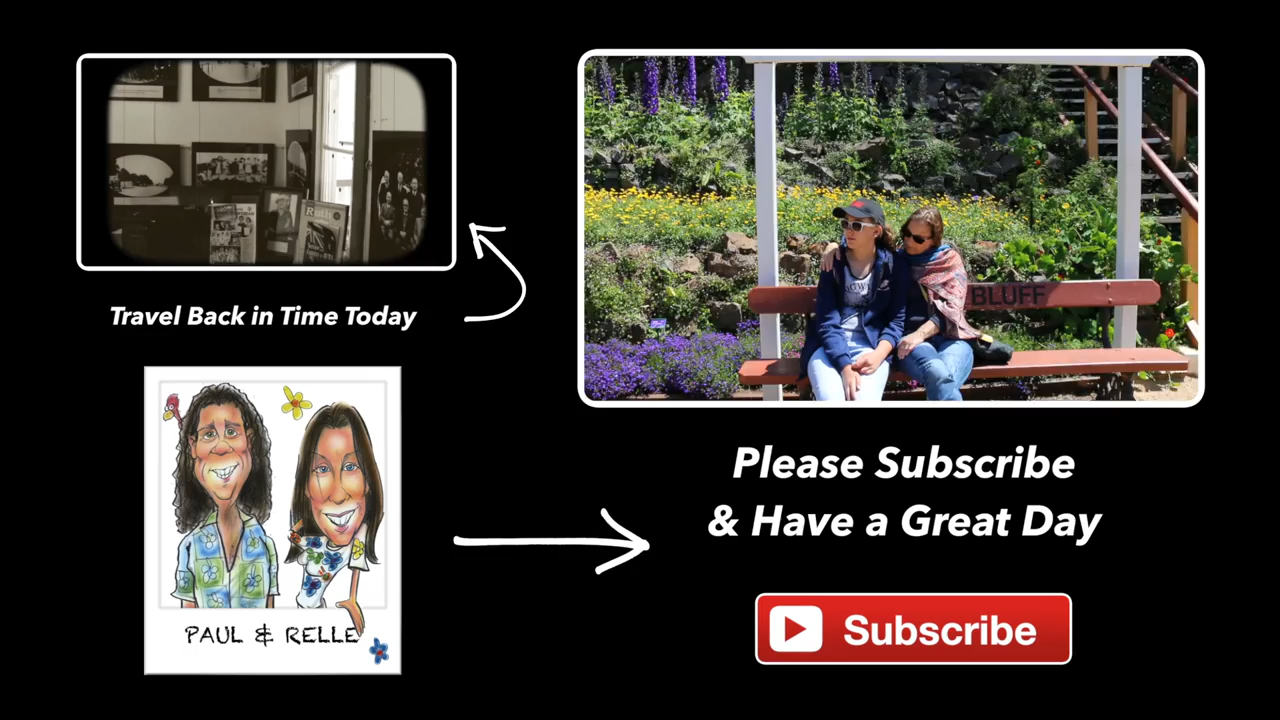 Travel Back in Time Today
PAUL & RELLE
BLUFF
Please Subscribe
& Have a Great Day
Subscribe